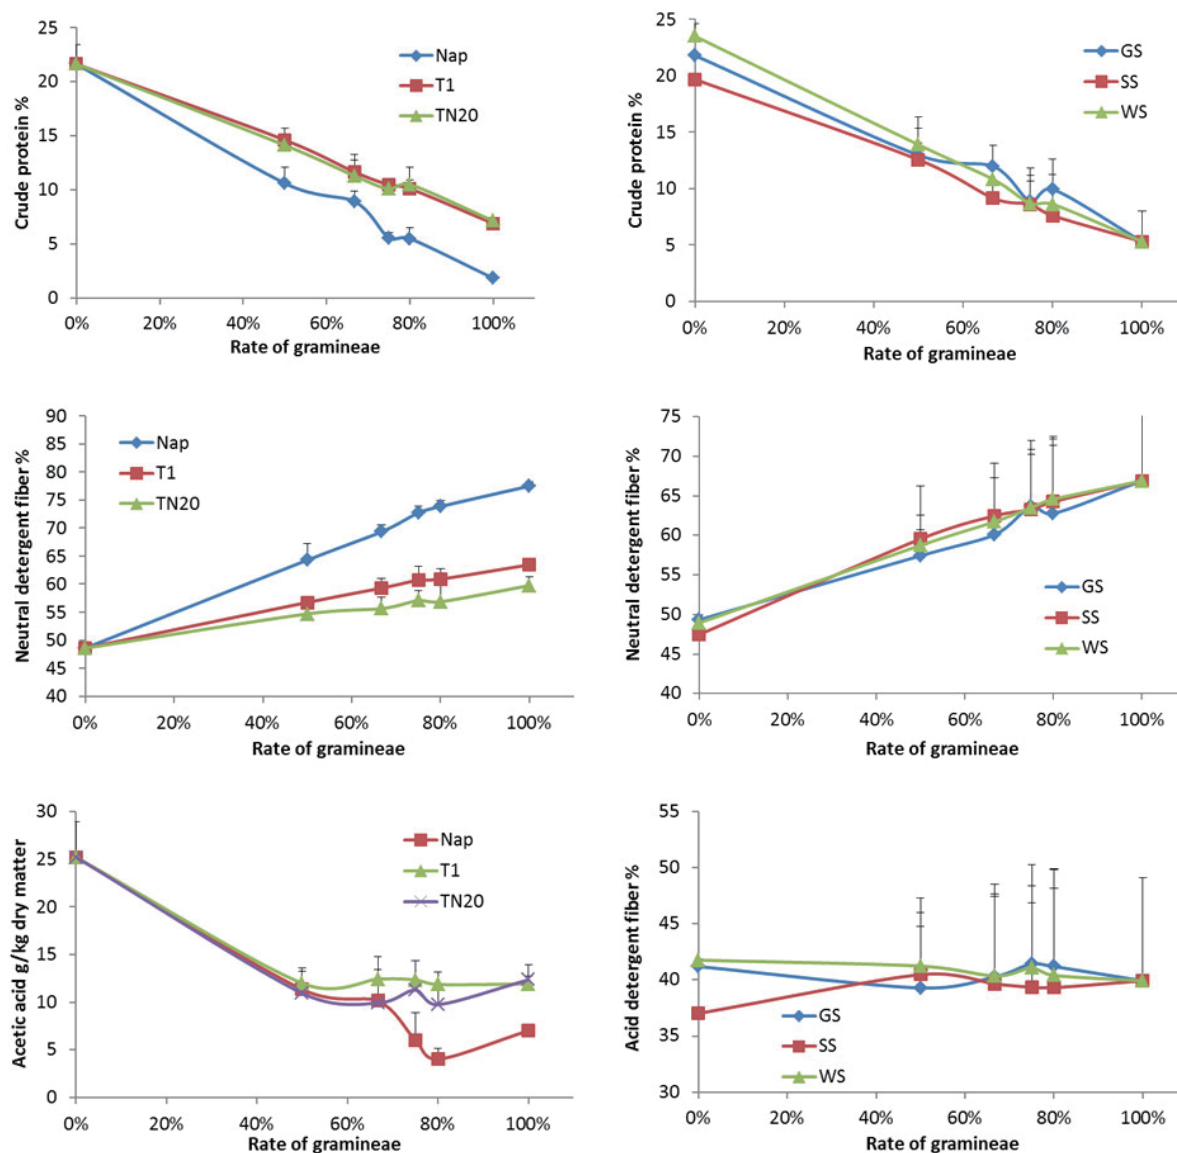 25
20
15
10
5
0
Crude protein %
Nap
T1
TN20
0% 20% 40% 60% 80% 100%
Rate of gramineae
25
20
15
10
5
0
Crude protein %
GS
SS
WS
0% 20% 40% 60% 80% 100%
Rate of gramineae
90
85
80
75
70
65
60
55
50
45
40
Neutral detergent fiber %
Nap
T1
TN20
0% 20% 40% 60% 80% 100%
Rate of gramineae
75
70
65
60
55
50
45
40
Neutral detergent fiber %
GS
SS
WS
0% 20% 40% 60% 80% 100%
Rate of gramineae
30
25
20
15
10
5
0
Acetic acid g/kg dry matter
Nap
T1
TN20
0% 20% 40% 60% 80% 100%
Rate of gramineae
55
50
45
40
35
30
Acid detergent fiber %
GS
SS
WS
0% 20% 40% 60% 80% 100%
Rate of gramineae